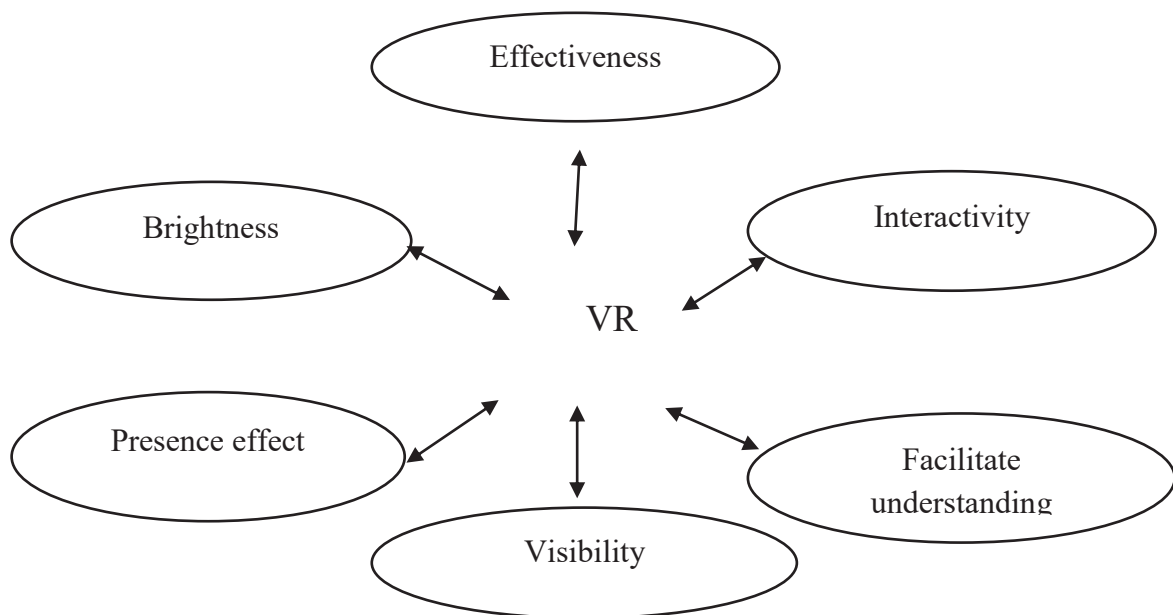 Effectiveness
Brightness
Interactivity
VR
Presence effect
Facilitate
understanding
Visibility